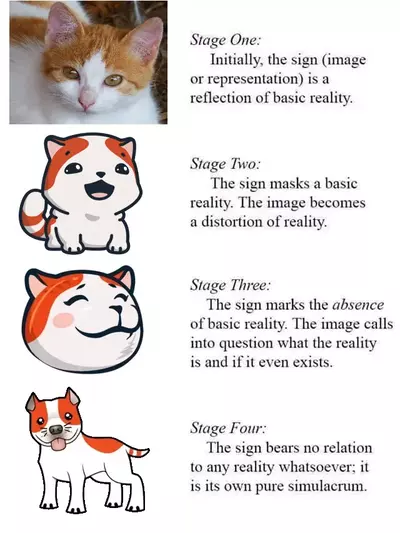 Stage One:
Initially, the sign (image
or representation) is a
reflection of basic reality.
Stage Two:
The sign masks a basic
reality. The image becomes
a distortion of reality.
Stage Three:
The sign marks the absence
of basic reality. The image calls
into question what the reality
is and if it even exists.
Stage Four:
The sign bears no relation
to any reality whatsoever; it
is its own pure simulacrum.